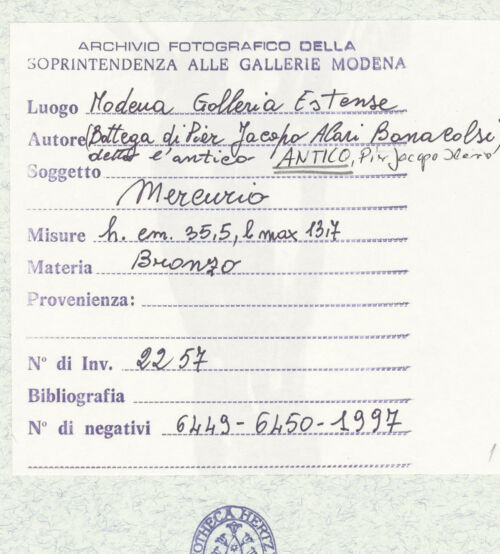 ARCHIVIO FOTOGRAFICO DELLA
SOPRINTENDENZA ALLE GALLERIE MODENA
Luogo Modena Galleria Estense
Autore (Bottega di Pier Jacopo Alari Bonacolsi
detto l'antico ANTICO, Pier Jacopo
Soggetto
Mercurio
Misure h. cm. 35,5, l max 13,7
Materia Bronzo
Provenienza:
Nº di Inv. 2257
Bibliografia
Nº di negativi 6449-6450-1997